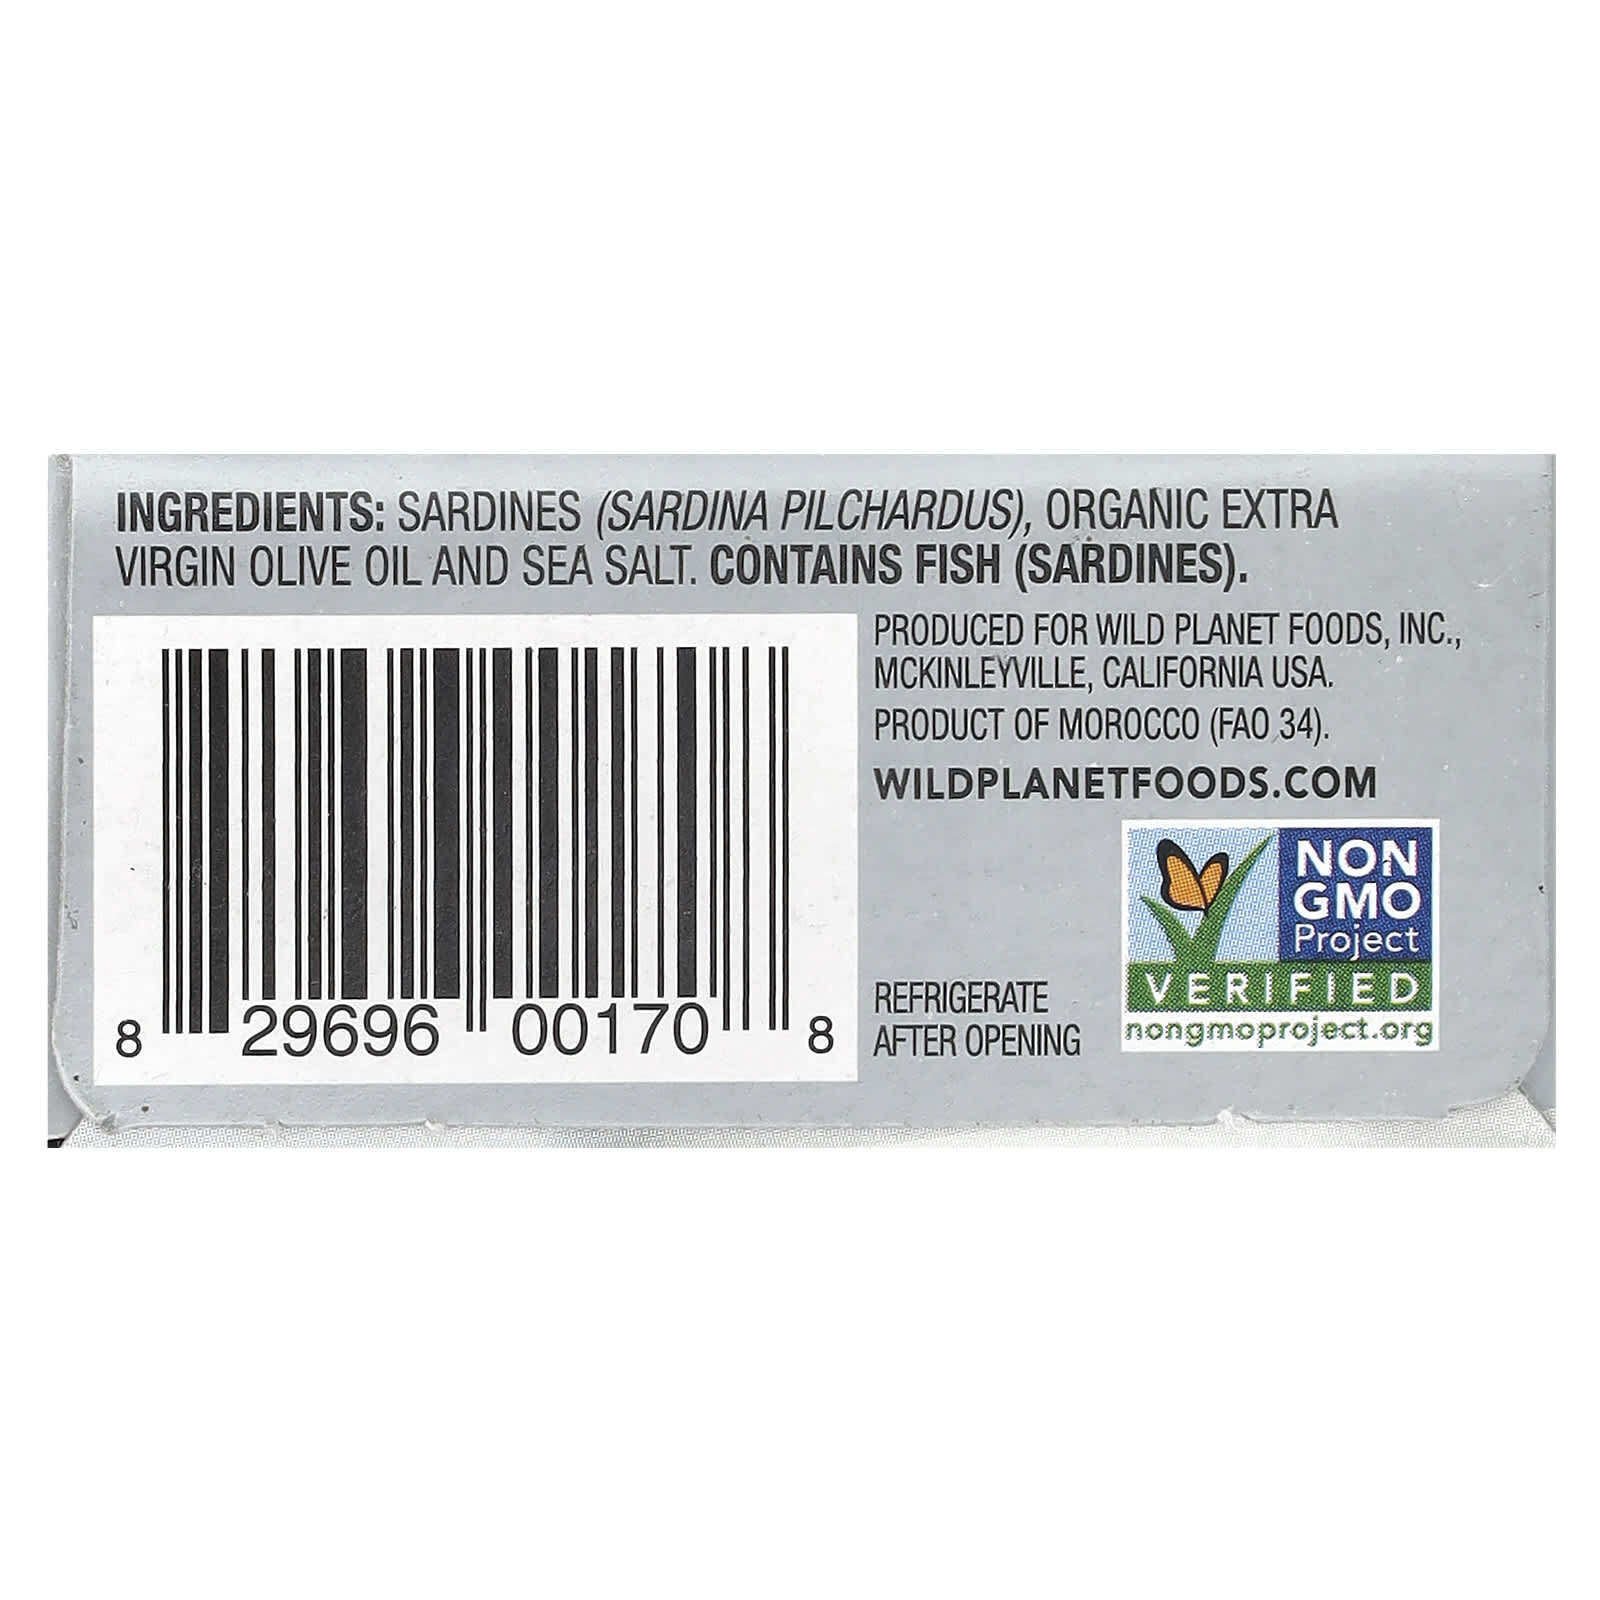 INGREDIENTS: SARDINES (SARDINA PILCHARDUS), ORGANIC EXTRA
VIRGIN OLIVE OIL AND SEA SALT. CONTAINS FISH (SARDINES).
PRODUCED FOR WILD PLANET FOODS, INC.,
MCKINLEYVILLE, CALIFORNIA USA.
PRODUCT OF MOROCCO (FAO 34).
WILDPLANETFOODS.COM
8 29696 00170 8
REFRIGERATE
AFTER OPENING
NON
GMO
Project
VERIFIED
nongmoproject.org